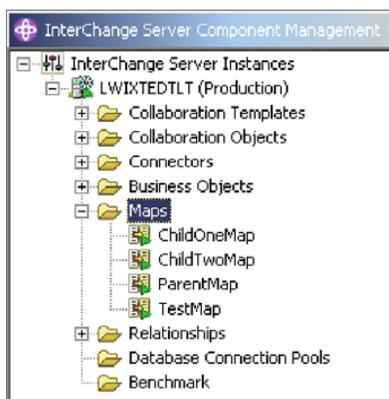 InterChange Server Component Management
InterChange Server Instances
LWIXTEDTLT (Production)
Collaboration Templates
Collaboration Objects
Connectors
Business Objects
Maps
ChildOneMap
ChildTwoMap
ParentMap
TestMap
Relationships
Database Connection Pools
Benchmark